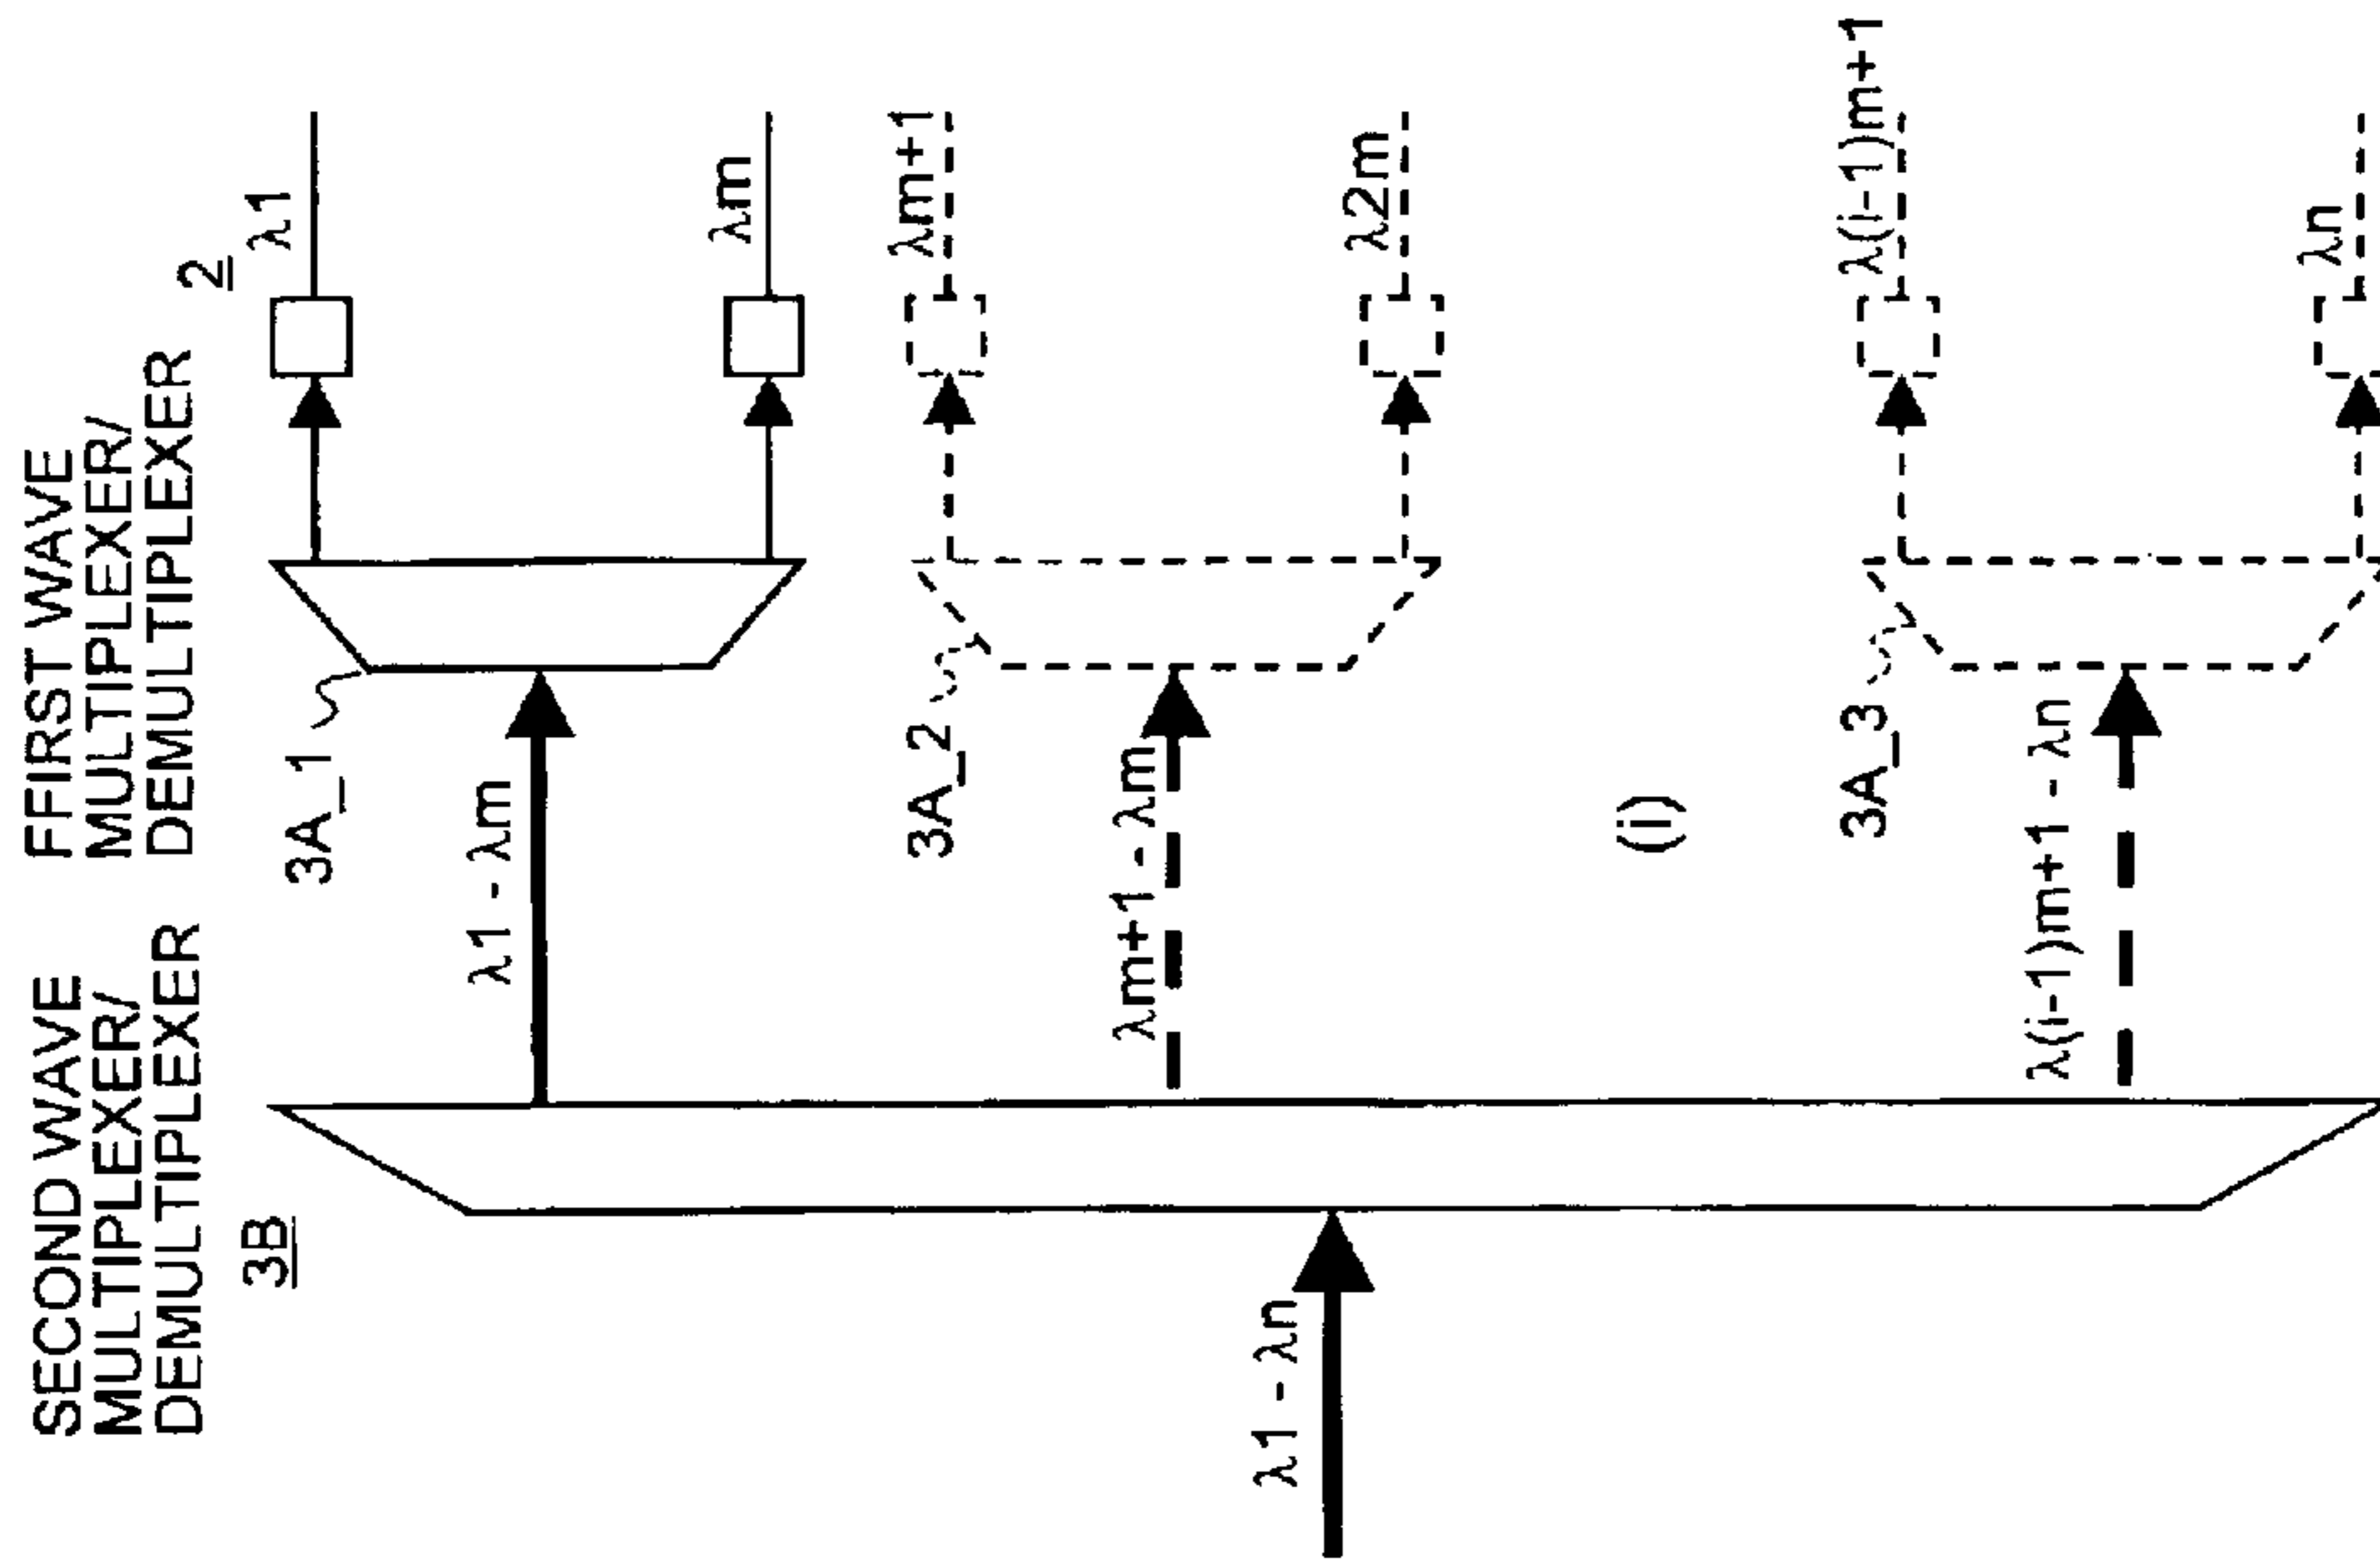 SECOND WAVE
MULTIPLEXER/
DEMULTIPLEXER
3B
FFIRST WAVE
MULTIPLEXER/
DEMULTIPLEXER
2
λ1 - λn
λ1 - λm
3A_1
λ1
λm
λm+1 - λm
3A_2
λm+1
λ2m
(i)
λ(i-1)m+1 - λn
3A_3
λ(i-1)m+1
λn